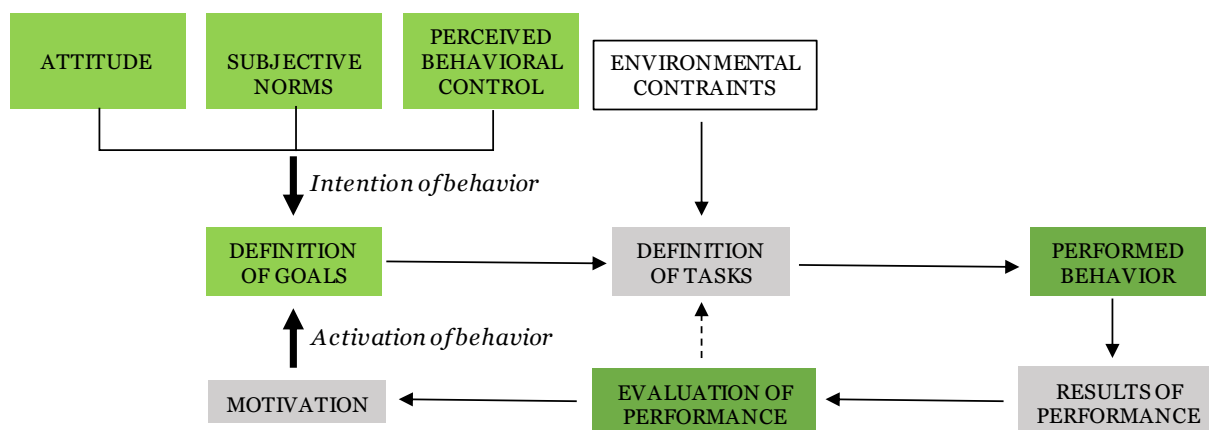 ATTITUDE
SUBJECTIVE
NORMS
PERCEIVED
BEHAVIORAL
CONTROL
ENVIRONMENTAL
CONTRAINTS
Intention of behavior
DEFINITION
OF GOALS
DEFINITION
OF TASKS
PERFORMED
BEHAVIOR
Activation of behavior
MOTIVATION
EVALUATION OF
PERFORMANCE
RESULTS OF
PERFORMANCE